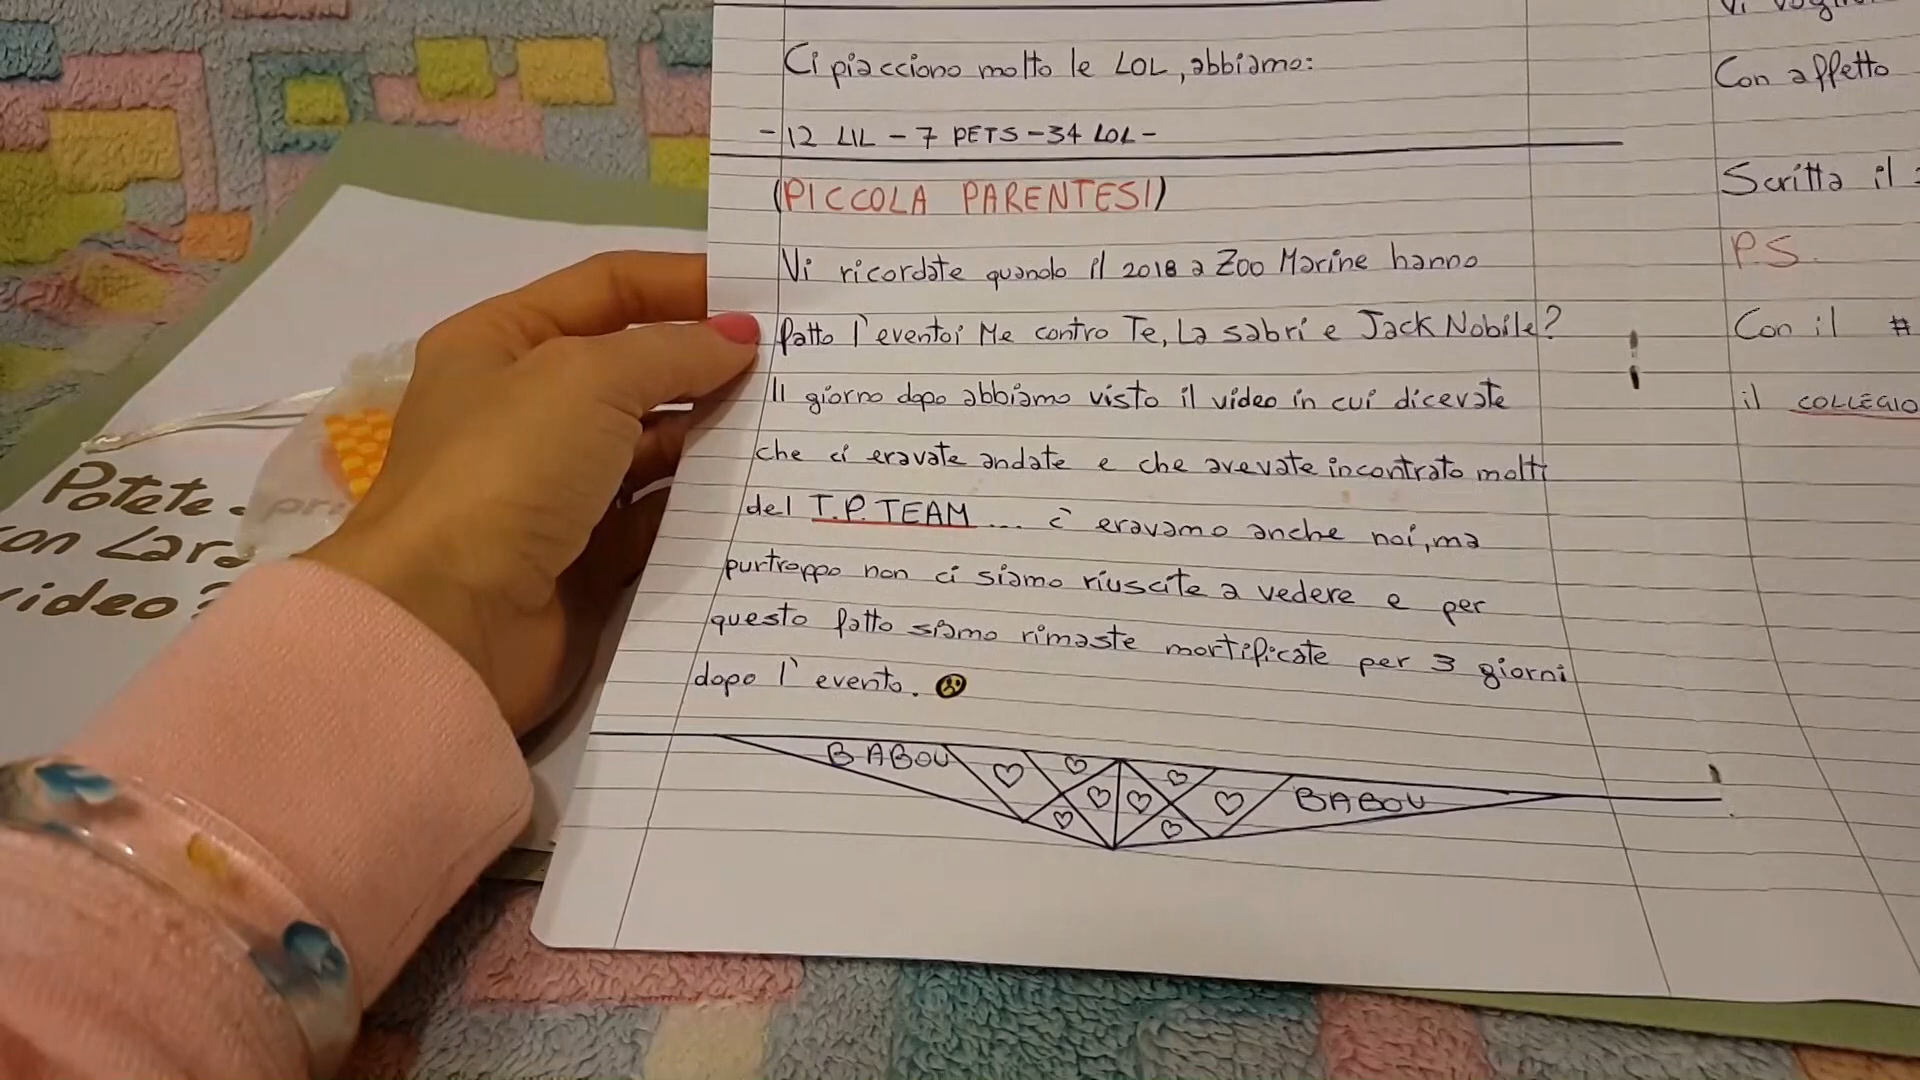 Ci piacciono molto le LOL, abbiamo:
- 12 LIL - 7 PETS - 34 LOL -
(PICCOLA PARENTESI)
Vi ricordate quando il 2018 a Zoo Marine hanno
fatto l'evento: Me contro Te, La sabri e Jack Nobile?
Il giorno dopo abbiamo visto il video in cui dicevate
che ci eravate andate e che avevate incontrato molti
del T.P. TEAM... c'eravamo anche noi, ma
purtroppo non ci siamo riuscite a vedere e per
questo fatto siamo rimaste mortificate per 3 giorni
dopo l'evento.
BABOU BABOU
Con affetto
Scritta il
P.S.
Con il #
il COLLEGIO
Potete
con Lara
video?